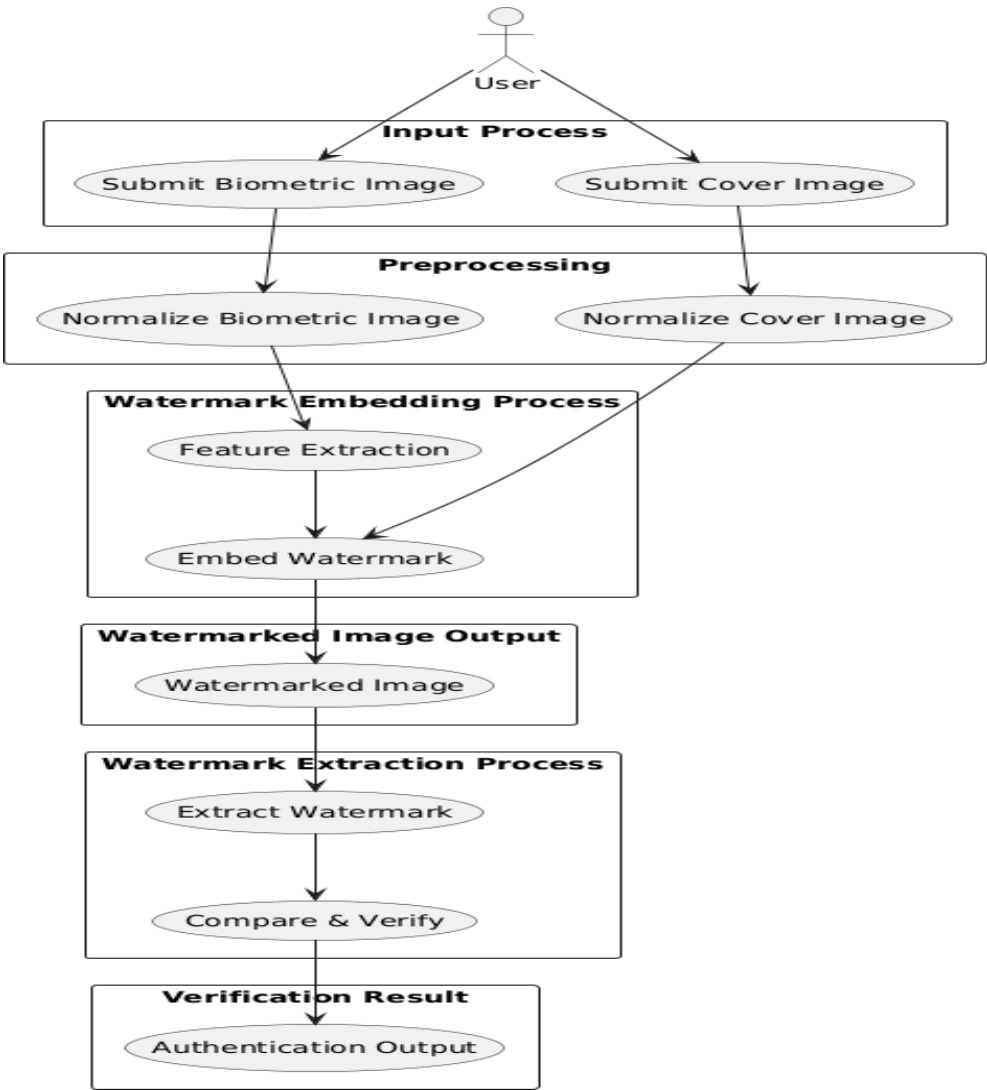 User
Input Process
Submit Biometric Image
Submit Cover Image
Preprocessing
Normalize Biometric Image
Normalize Cover Image
Watermark Embedding Process
Feature Extraction
Embed Watermark
Watermarked Image Output
Watermarked Image
Watermark Extraction Process
Extract Watermark
Compare & Verify
Verification Result
Authentication Output